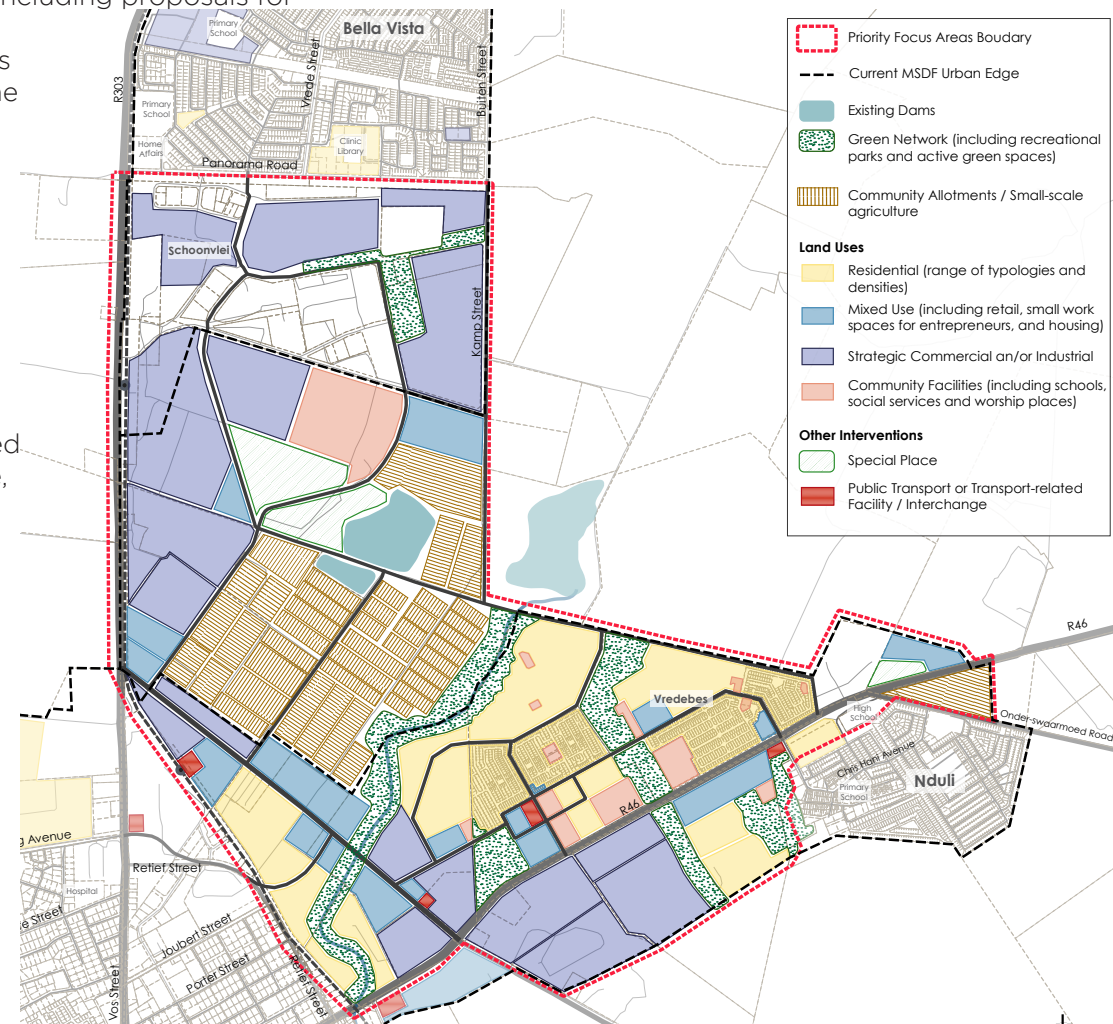 including proposals for
s
ne
ed
e,
Primary
School
Bella Vista
R303
Vrede Street
Buiten Street
Primary
School
Home
Affairs
Clinic
Library
Panorama Road
Schoonvlei
Kamp Street
Priority Focus Areas Boudary
Current MSDF Urban Edge
Existing Dams
Green Network (including recreational
parks and active green spaces)
Community Allotments / Small-scale
agriculture
Land Uses
Residential (range of typologies and
densities)
Mixed Use (including retail, small work
spaces for entrepreneurs, and housing)
Strategic Commercial an/or Industrial
Community Facilities (including schools,
social services and worship places)
Other Interventions
Special Place
Public Transport or Transport-related
Facility / Interchange
R46
Vredebes
High
School
Onder-swaarmoed Road
Chris Hani Avenue
Nduli
Primary
School
R46
g Avenue
Retief Street
Hospital
e Street
Joubert Street
Porter Street
Vos Street
Retief Street